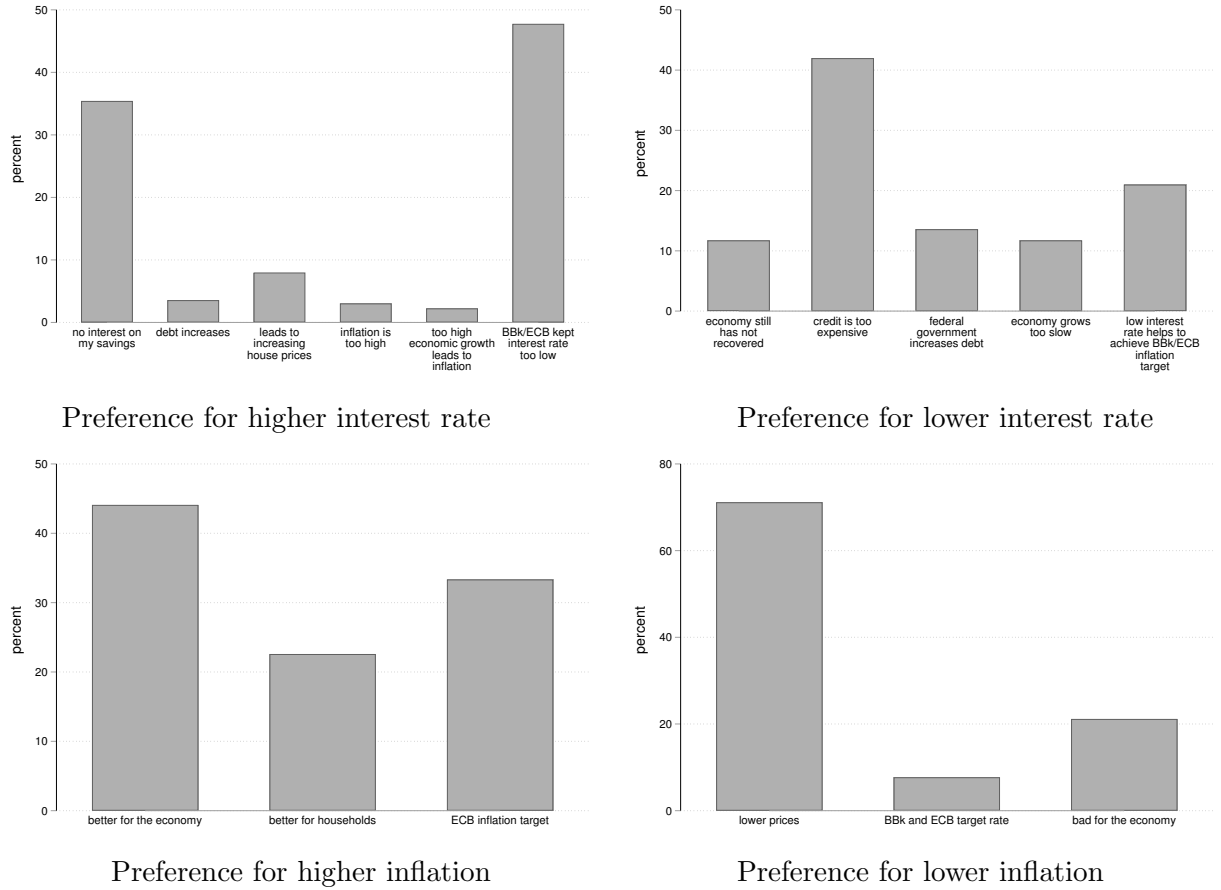 50
40
30
20
10
0
percent
no interest on
my savings
debt increases
leads to
increasing
house prices
inflation is
too high
too high
economic growth
leads to
inflation
BBk/ECB kept
interest rate
too low
Preference for higher interest rate
50
40
30
20
10
0
percent
economy still
has not
recovered
credit is too
expensive
federal
government
increases debt
economy grows
too slow
low interest
rate helps to
achieve BBk/ECB
inflation
target
Preference for lower interest rate
50
40
30
20
10
0
percent
better for the economy
better for households
ECB inflation target
Preference for higher inflation
80
60
40
20
0
percent
lower prices
BBk and ECB target rate
bad for the economy
Preference for lower inflation